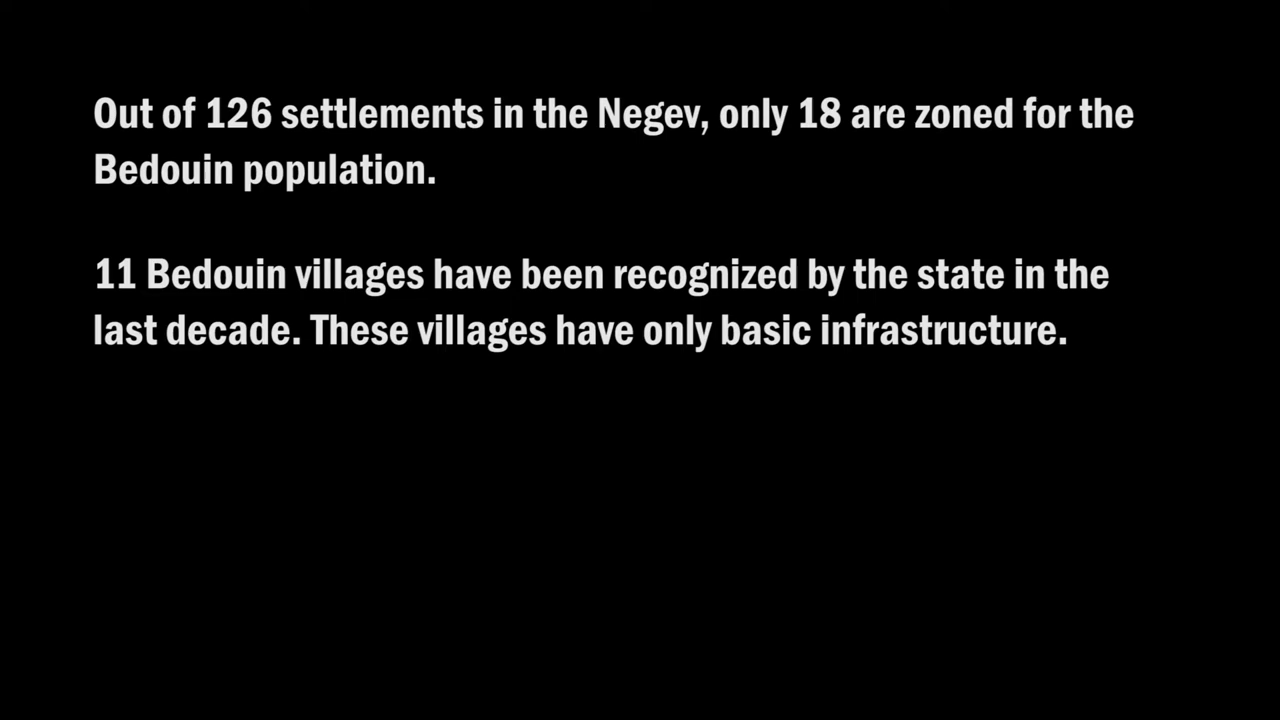 Out of 126 settlements in the Negev, only 18 are zoned for the
Bedouin population.
11 Bedouin villages have been recognized by the state in the
last decade. These villages have only basic infrastructure.